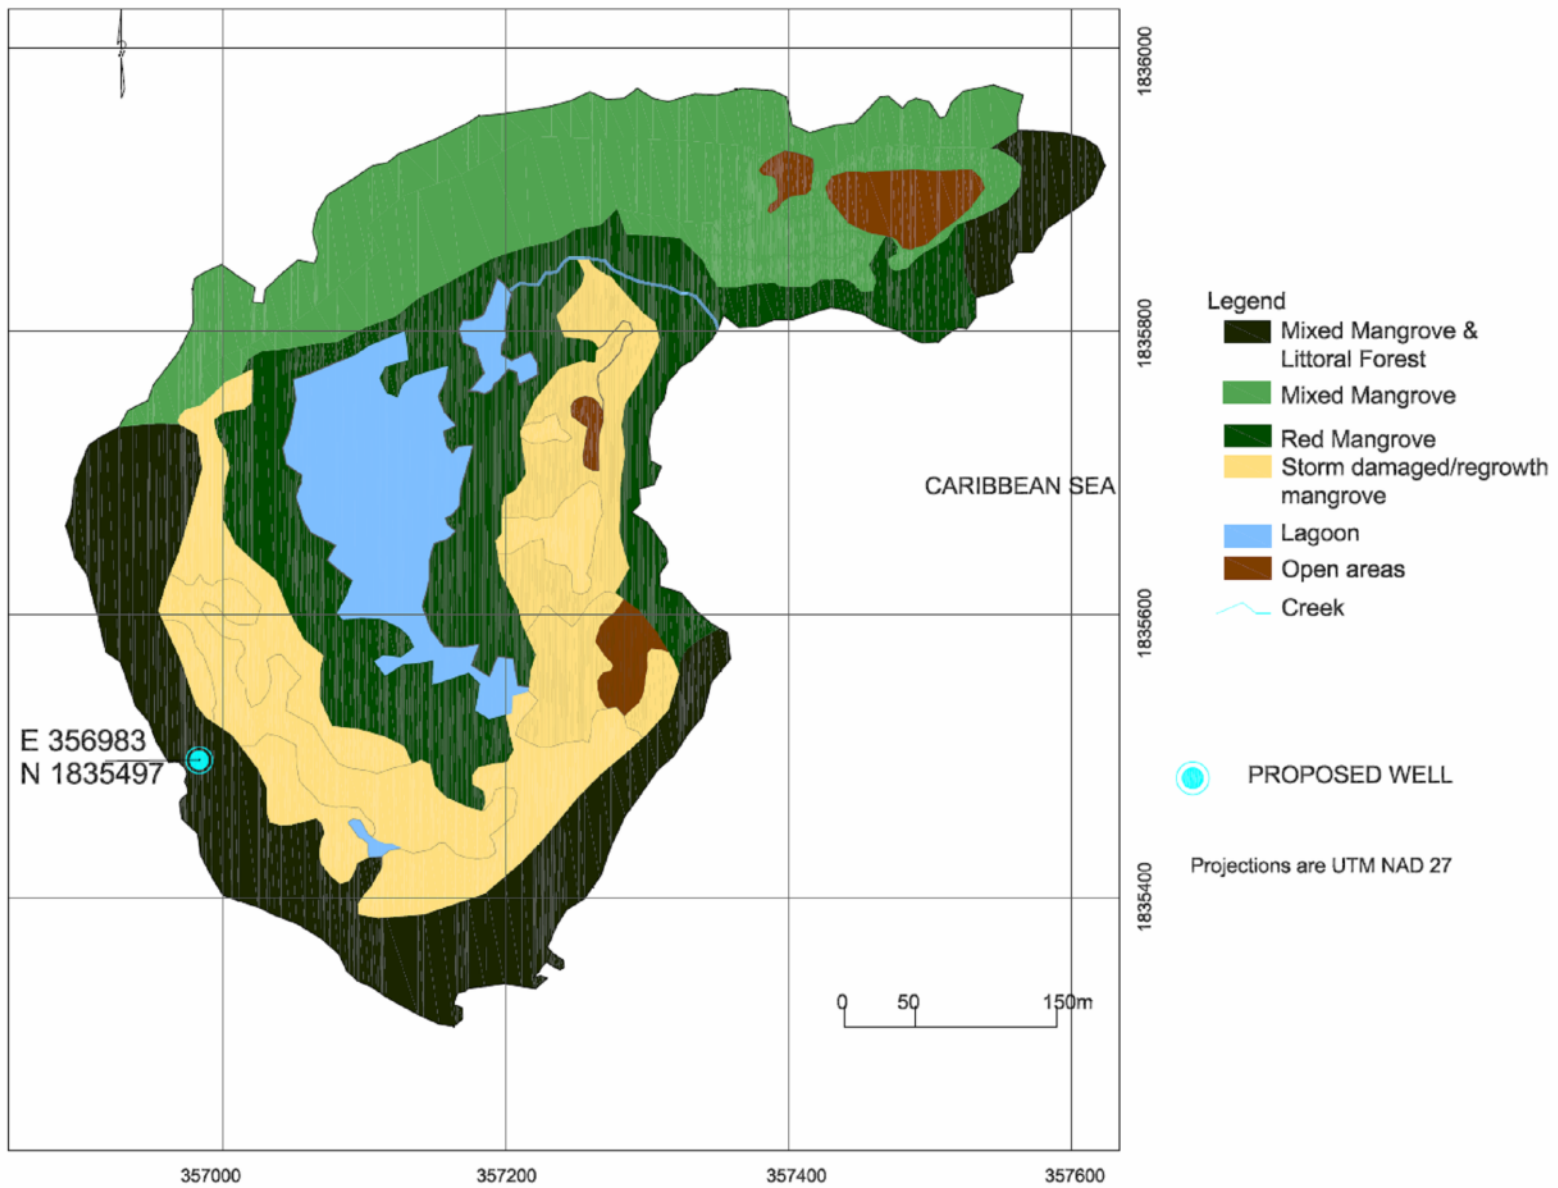 1836000
Legend
Mixed Mangrove &
Littoral Forest
1835800
Mixed Mangrove
Red Mangrove
Storm damaged/regrowth
mangrove
CARIBBEAN SEA
Lagoon
Open areas
Creek
1835600
E 356983
N 1835497
PROPOSED WELL
Projections are UTM NAD 27
1835400
0 50 150m
357000 357200 357400 357600